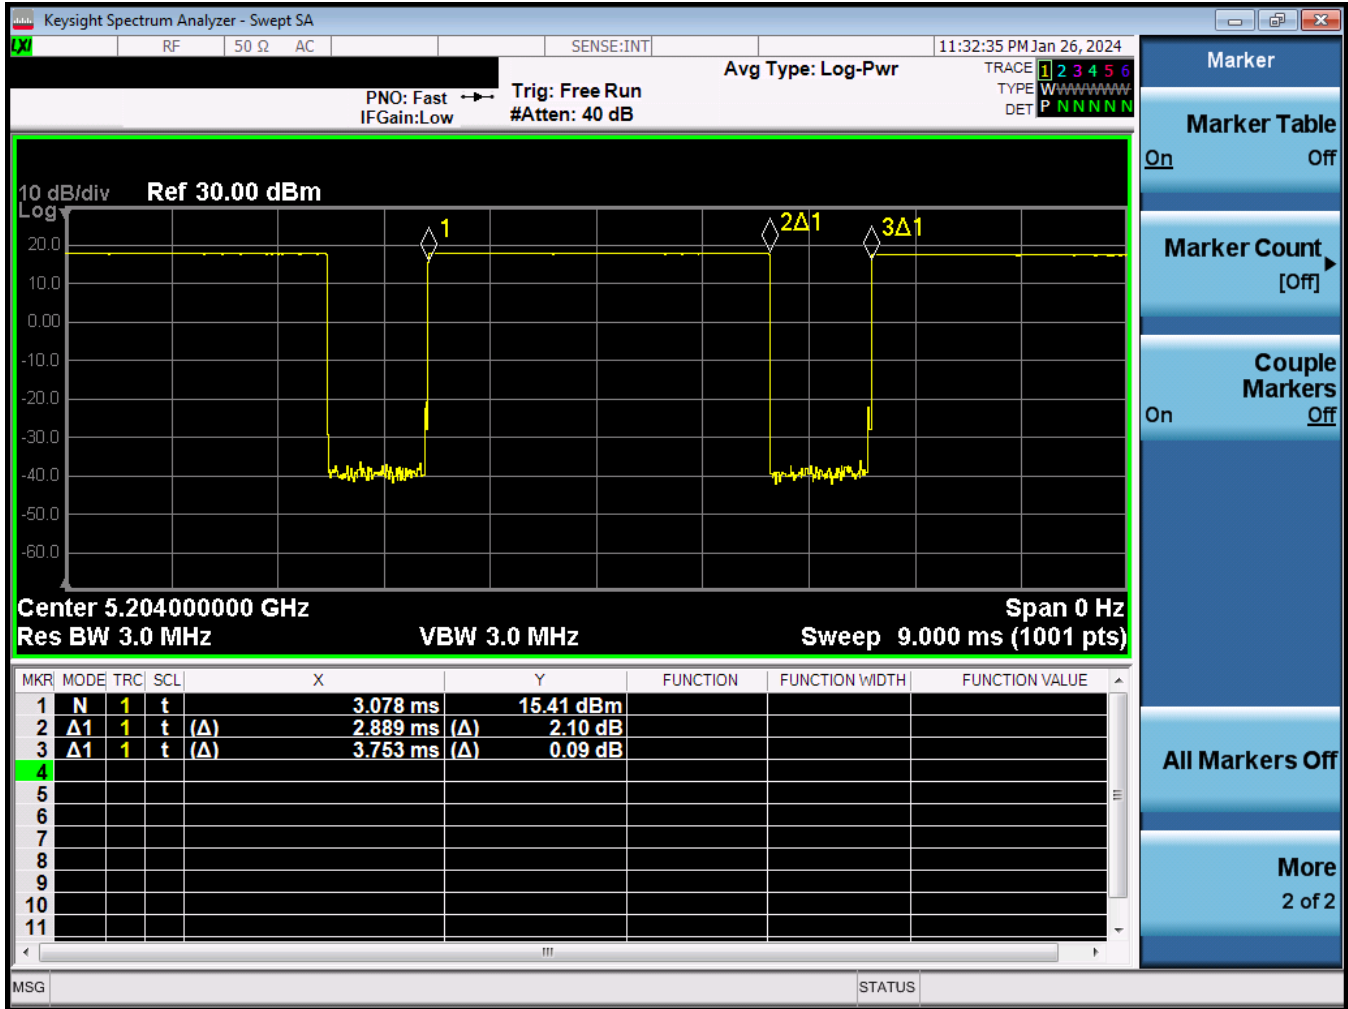 Keysight Spectrum Analyzer - Swept SA
LXI RF 50 Ω AC SENSE:INT 11:32:35 PM Jan 26, 2024
Avg Type: Log-Pwr TRACE 1 2 3 4 5 6
PNO: Fast Trig: Free Run TYPE WWWWWW
IFGain:Low #Atten: 40 dB DET P N N N N N
10 dB/div Ref 30.00 dBm
Log
1 2Δ1 3Δ1
20.0
10.0
0.00
-10.0
-20.0
-30.0
-40.0
-50.0
-60.0
Center 5.204000000 GHz Span 0 Hz
Res BW 3.0 MHz VBW 3.0 MHz Sweep 9.000 ms (1001 pts)
MKR MODE TRC SCL X Y FUNCTION FUNCTION WIDTH FUNCTION VALUE
1 N 1 t 3.078 ms 15.41 dBm
2 Δ1 1 t (Δ) 2.889 ms (Δ) 2.10 dB
3 Δ1 1 t (Δ) 3.753 ms (Δ) 0.09 dB
4
5
6
7
8
9
10
11
MSG STATUS
Marker
Marker Table
On Off
Marker Count
[Off]
Couple
Markers
On Off
All Markers Off
More
2 of 2